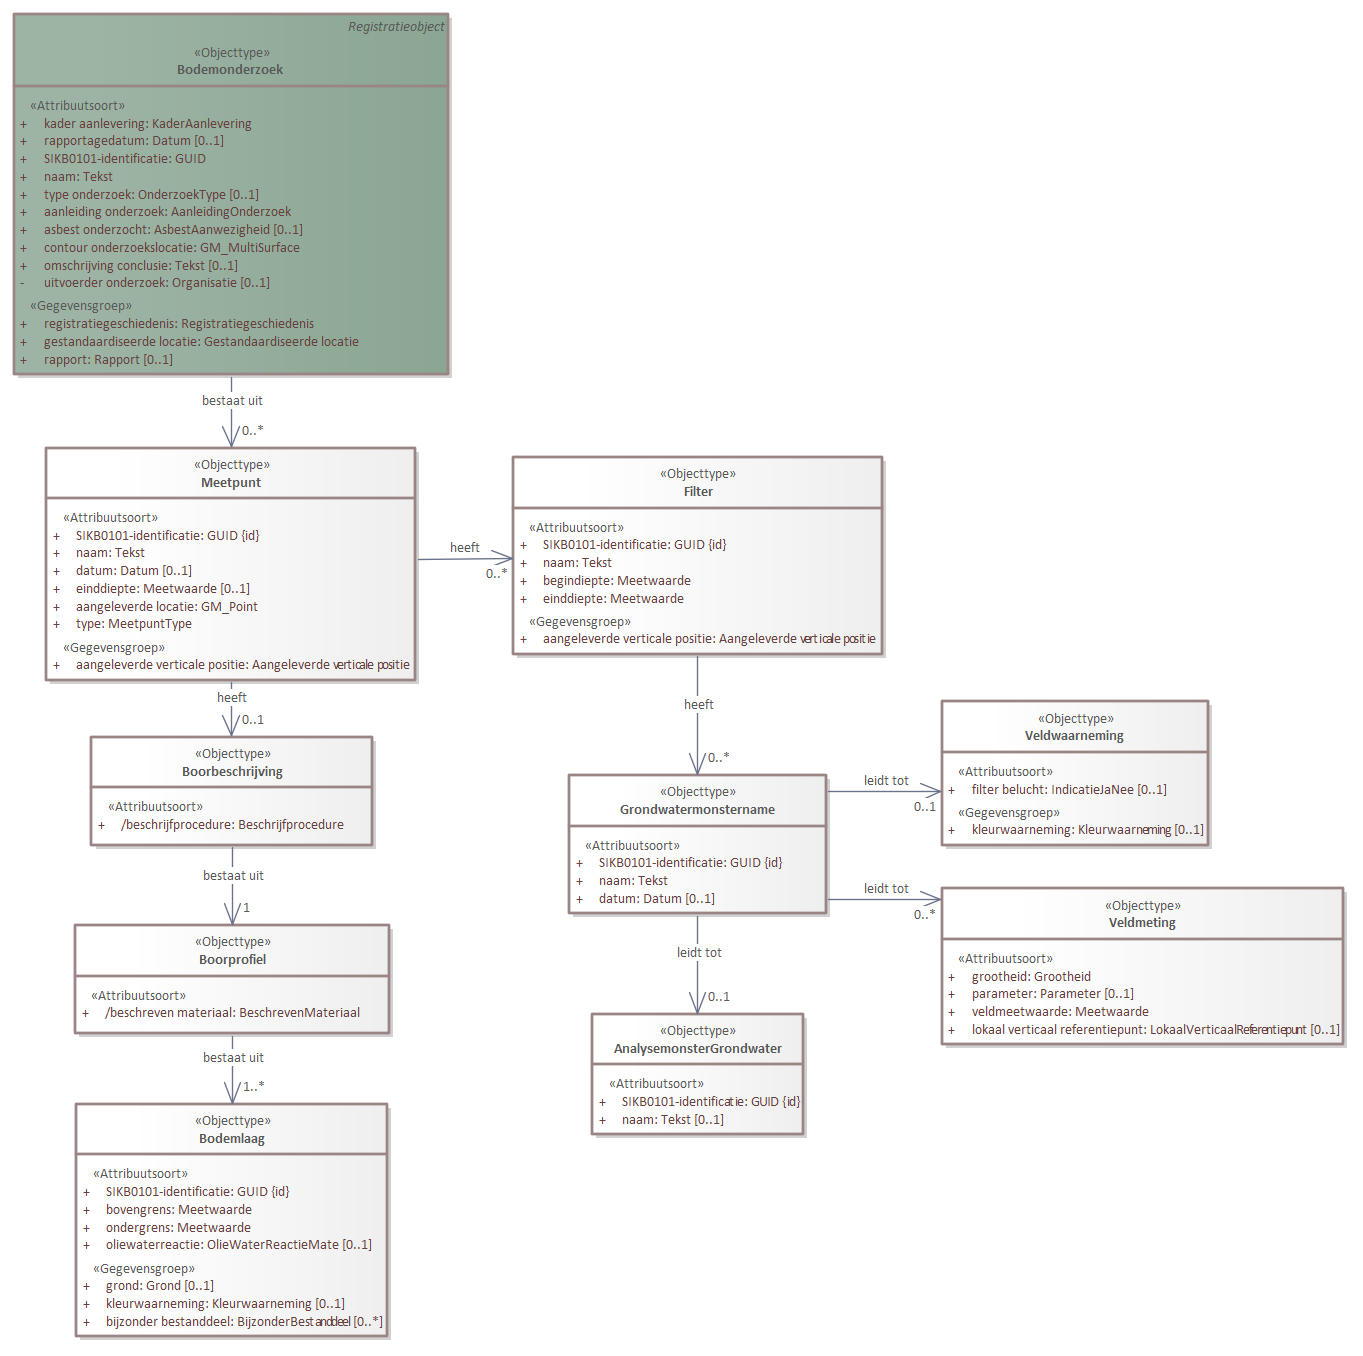 Registratieobject
«Objecttype»
Bodemonderzoek
«Attribuutsoort»
+ kader aanlevering: KaderAanlevering
+ rapportagedatum: Datum [0..1]
+ SIKB0101-identificatie: GUID
+ naam: Tekst
+ type onderzoek: OnderzoekType [0..1]
+ aanleiding onderzoek: AanleidingOnderzoek
+ asbest onderzocht: AsbestAanwezigheid [0..1]
+ contour onderzoekslocatie: GM_MultiSurface
+ omschrijving conclusie: Tekst [0..1]
- uitvoerder onderzoek: Organisatie [0..1]
«Gegevensgroep»
+ registratiegeschiedenis: Registratiegeschiedenis
+ gestandaardiseerde locatie: Gestandaardiseerde locatie
+ rapport: Rapport [0..1]
bestaat uit
0..*
«Objecttype»
Meetpunt
«Attribuutsoort»
+ SIKB0101-identificatie: GUID {id}
+ naam: Tekst
+ datum: Datum [0..1]
+ einddiepte: Meetwaarde [0..1]
+ aangeleverde locatie: GM_Point
+ type: MeetpuntType
«Gegevensgroep»
+ aangeleverde verticale positie: Aangeleverde verticale positie
heeft
0..*
«Objecttype»
Filter
«Attribuutsoort»
+ SIKB0101-identificatie: GUID {id}
+ naam: Tekst
+ begindiepte: Meetwaarde
+ einddiepte: Meetwaarde
«Gegevensgroep»
+ aangeleverde verticale positie: Aangeleverde verticale positie
heeft
0..1
«Objecttype»
Boorbeschrijving
«Attribuutsoort»
+ /beschrijfprocedure: Beschrijfprocedure
bestaat uit
1
«Objecttype»
Boorprofiel
«Attribuutsoort»
+ /beschreven materiaal: BeschrevenMateriaal
bestaat uit
1..*
«Objecttype»
Bodemlaag
«Attribuutsoort»
+ SIKB0101-identificatie: GUID {id}
+ bovengrens: Meetwaarde
+ ondergrens: Meetwaarde
+ oliewaterreactie: OlieWaterReactieMate [0..1]
«Gegevensgroep»
+ grond: Grond [0..1]
+ kleurwaarneming: Kleurwaarneming [0..1]
+ bijzonder bestanddeel: BijzonderBestanddeel [0..*]
heeft
0..*
«Objecttype»
Grondwatermonstername
«Attribuutsoort»
+ SIKB0101-identificatie: GUID {id}
+ naam: Tekst
+ datum: Datum [0..1]
leidt tot
0..1
«Objecttype»
Veldwaarneming
«Attribuutsoort»
+ filter belucht: IndicatieJaNee [0..1]
«Gegevensgroep»
+ kleurwaarneming: Kleurwaarneming [0..1]
leidt tot
0..*
«Objecttype»
Veldmeting
«Attribuutsoort»
+ grootheid: Grootheid
+ parameter: Parameter [0..1]
+ veldmeetwaarde: Meetwaarde
+ lokaal verticaal referentiepunt: LokaalVerticaalReferentiepunt [0..1]
leidt tot
0..1
«Objecttype»
AnalysemonsterGrondwater
«Attribuutsoort»
+ SIKB0101-identificatie: GUID {id}
+ naam: Tekst [0..1]